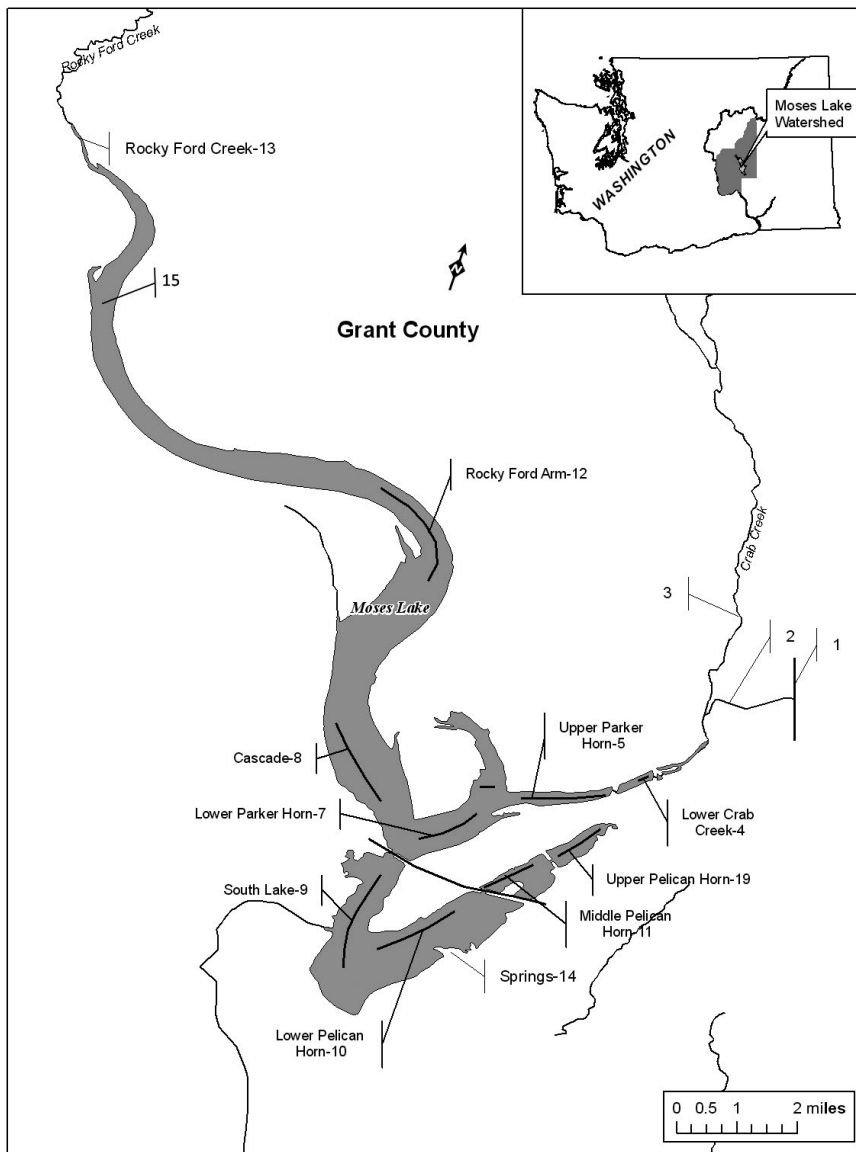 Rocky Ford Creek
Rocky Ford Creek-13
15
Moses Lake
Watershed
WASHINGTON
N
Grant County
Rocky Ford Arm-12
Crab Creek
3
Moses Lake
2
1
Upper Parker
Horn-5
Cascade-8
Lower Parker Horn-7
Lower Crab
Creek-4
South Lake-9
Upper Pelican Horn-19
Middle Pelican
Horn-11
Springs-14
Lower Pelican
Horn-10
0 0.5 1 2 miles